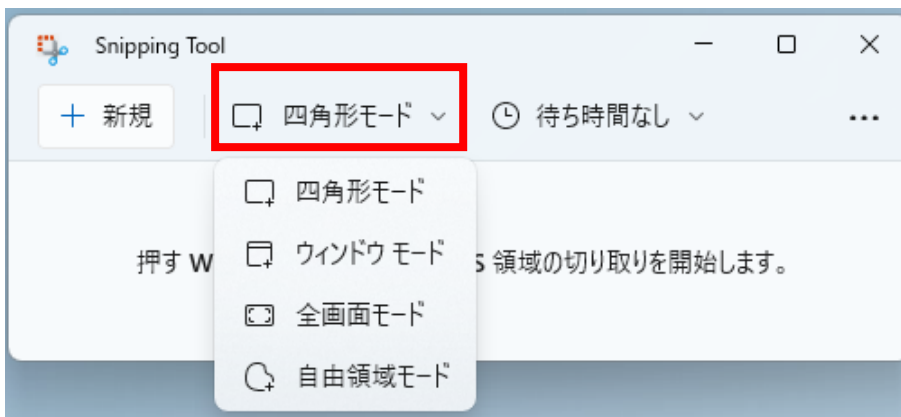 Snipping Tool
新規 四角形モード 待ち時間なし
四角形モード
ウィンドウ モード
押す W S 領域の切り取りを開始します。
全画面モード
自由領域モード